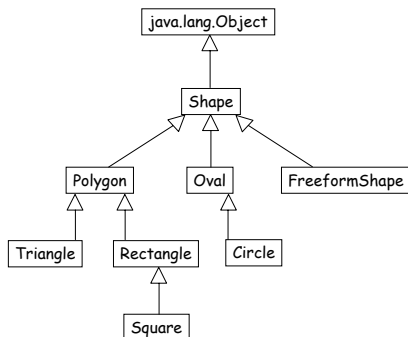 java.lang.Object
Shape
Polygon
Oval
FreeformShape
Triangle
Rectangle
Circle
Square